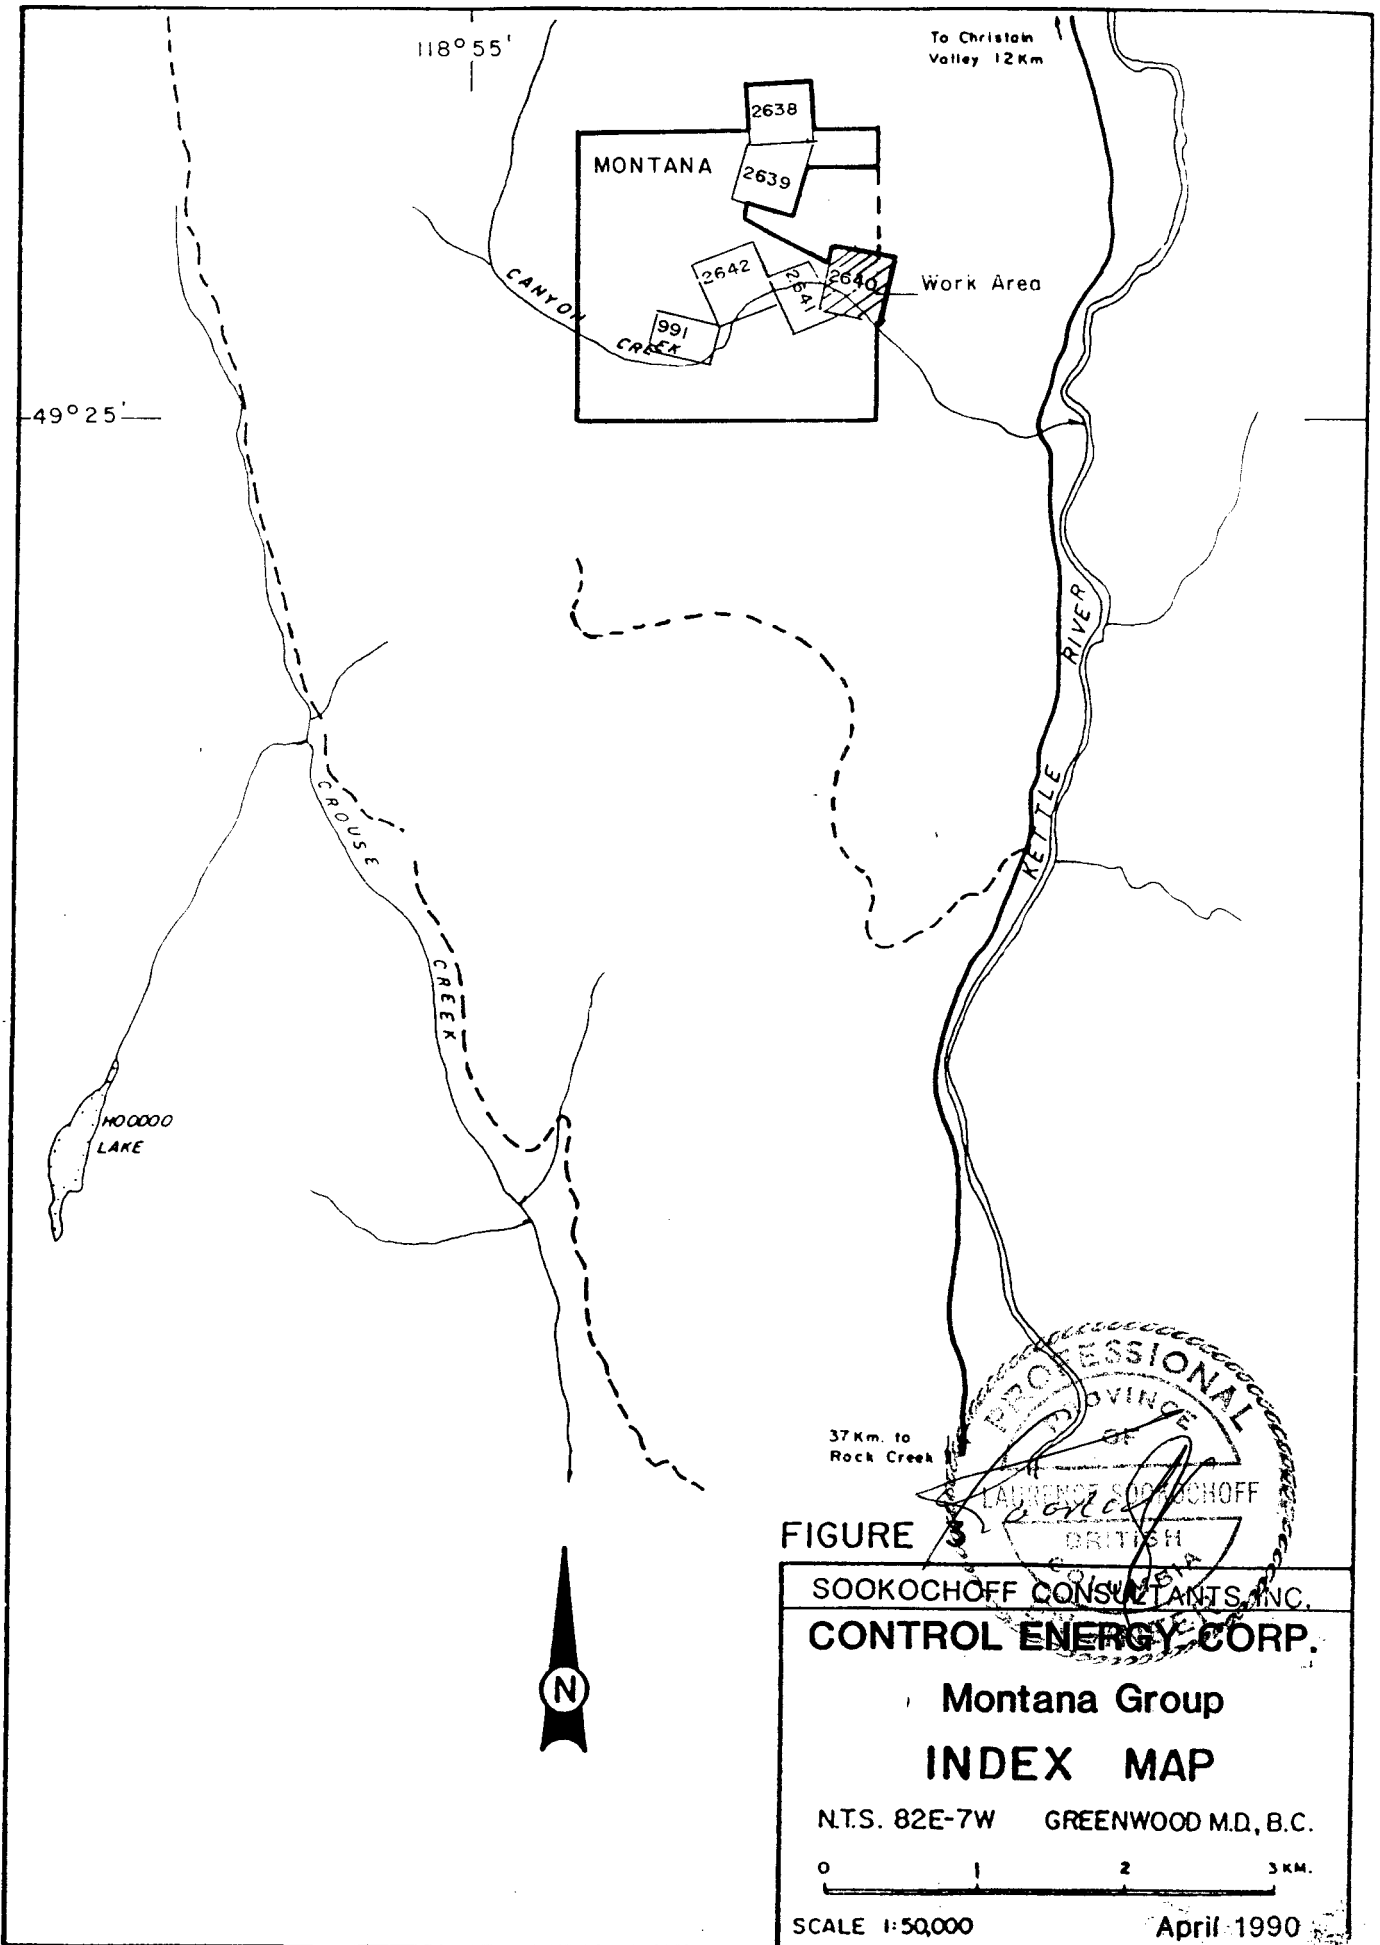 118°55'
To Christain
Valley 12Km
2638
MONTANA
2639
2642
2641
2640
Work Area
CANYON
CREEK
991
49°25'
RIVER
KETTLE
CROUSE
CREEK
HOODOO
LAKE
37 Km. to
Rock Creek
PROFESSIONAL
PROVINCE
OF
LAURENCE SOOKOCHOFF
BRITISH
COLUMBIA
FIGURE 3
SOOKOCHOFF CONSULTANTS INC.
CONTROL ENERGY CORP.
Montana Group
INDEX MAP
N
N.T.S. 82E-7W GREENWOOD M.D., B.C.
0 1 2 3 KM.
SCALE 1:50,000 April 1990